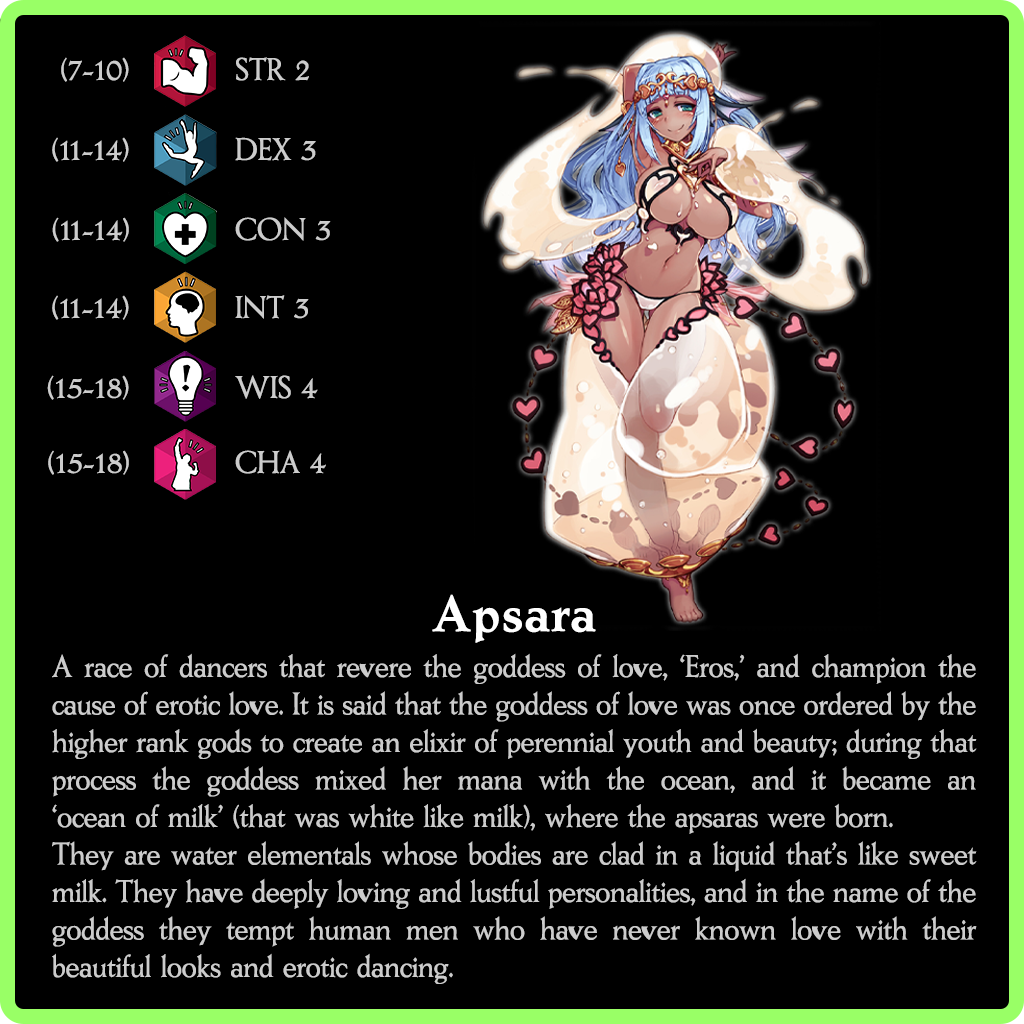 (7-10) STR 2
(11-14) DEX 3
(11-14) CON 3
(11-14) INT 3
(15-18) WIS 4
(15-18) CHA 4
Apsara
A race of dancers that revere the goddess of love, ‘Eros,’ and champion the
cause of erotic love. It is said that the goddess of love was once ordered by the
higher rank gods to create an elixir of perennial youth and beauty; during that
process the goddess mixed her mana with the ocean, and it became an
‘ocean of milk’ (that was white like milk), where the apsaras were born.
They are water elementals whose bodies are clad in a liquid that’s like sweet
milk. They have deeply loving and lustful personalities, and in the name of the
goddess they tempt human men who have never known love with their
beautiful looks and erotic dancing.